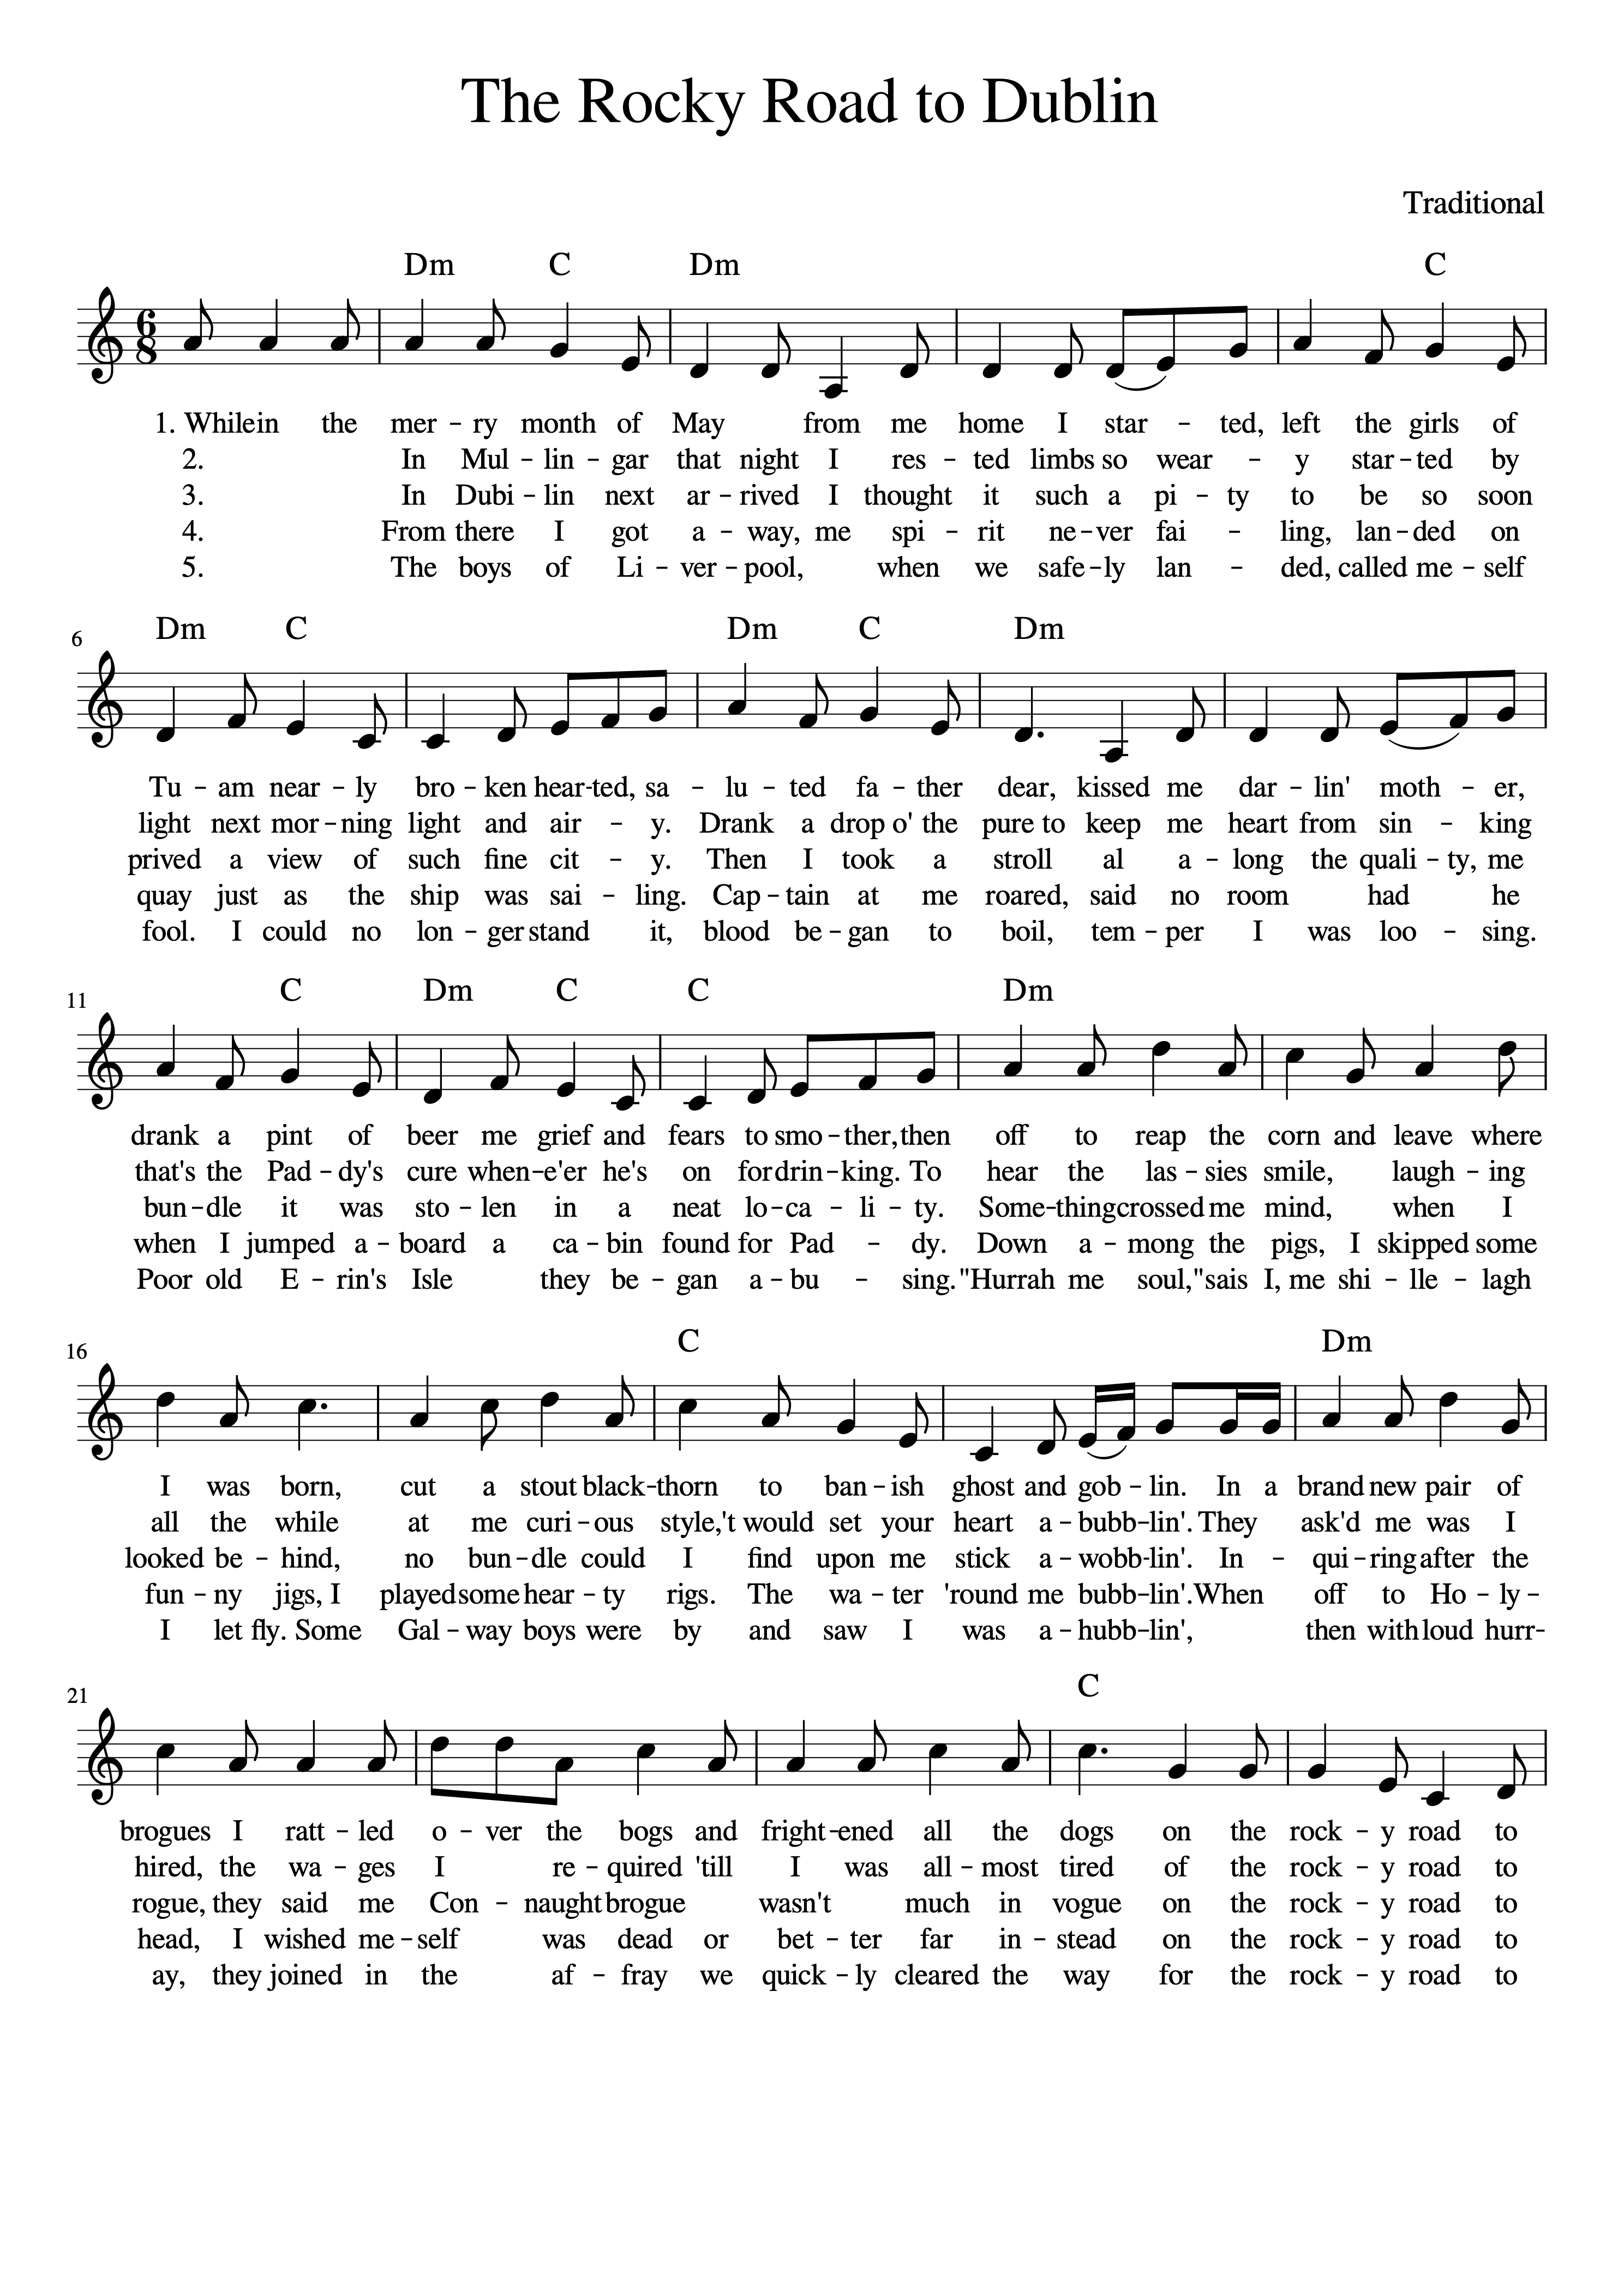 The Rocky Road to Dublin
Traditional
Dm C Dm C
6
8
1. Whilein the mer – ry month of May from me home I star – ted, left the girls of
2. In Mul – lin – gar that night I res – ted limbs so wear – y star – ted by
3. In Dubi – lin next ar – rived I thought it such a pi – ty to be so soon
4. From there I got a – way, me spi – rit ne – ver fai – ling, lan – ded on
5. The boys of Li – ver – pool, when we safe – ly lan – ded, called me – self
6 Dm C Dm C Dm
Tu – am near – ly bro – ken hear – ted, sa – lu – ted fa – ther dear, kissed me dar – lin' moth – er,
light next mor – ning light and air – y. Drank a drop o' the pure to keep me heart from sin – king
prived a view of such fine cit – y. Then I took a stroll al a – long the quali – ty, me
quay just as the ship was sai – ling. Cap – tain at me roared, said no room had he
fool. I could no lon – ger stand it, blood be – gan to boil, tem – per I was loo – sing.
11 C Dm C C Dm
drank a pint of beer me grief and fears to smo – ther, then off to reap the corn and leave where
that's the Pad – dy's cure when – e'er he's on for drin – king. To hear the las – sies smile, laugh – ing
bun – dle it was sto – len in a neat lo – ca – li – ty. Some – thing crossed me mind, when I
when I jumped a – board a ca – bin found for Pad – dy. Down a – mong the pigs, I skipped some
Poor old E – rin's Isle they be – gan a – bu – sing. "Hurrah me soul," sais I, me shi – lle – lagh
16 C Dm
I was born, cut a stout black – thorn to ban – ish ghost and gob – lin. In a brand new pair of
all the while at me curi – ous style, 't would set your heart a – bubb – lin'. They ask'd me was I
looked be – hind, no bun – dle could I find upon me stick a – wobb – lin'. In – qui – ring after the
fun – ny jigs, I played some hear – ty rigs. The wa – ter 'round me bubb – lin'. When off to Ho – ly –
I let fly. Some Gal – way boys were by and saw I was a – hubb – lin', then with loud hurr –
21 C
brogues I ratt – led o – ver the bogs and fright – ened all the dogs on the rock – y road to
hired, the wa – ges I re – quired 'till I was all – most tired of the rock – y road to
rogue, they said me Con – naught brogue wasn't much in vogue on the rock – y road to
head, I wished me – self was dead or bet – ter far in – stead on the rock – y road to
ay, they joined in the af – fray we quick – ly cleared the way for the rock – y road to